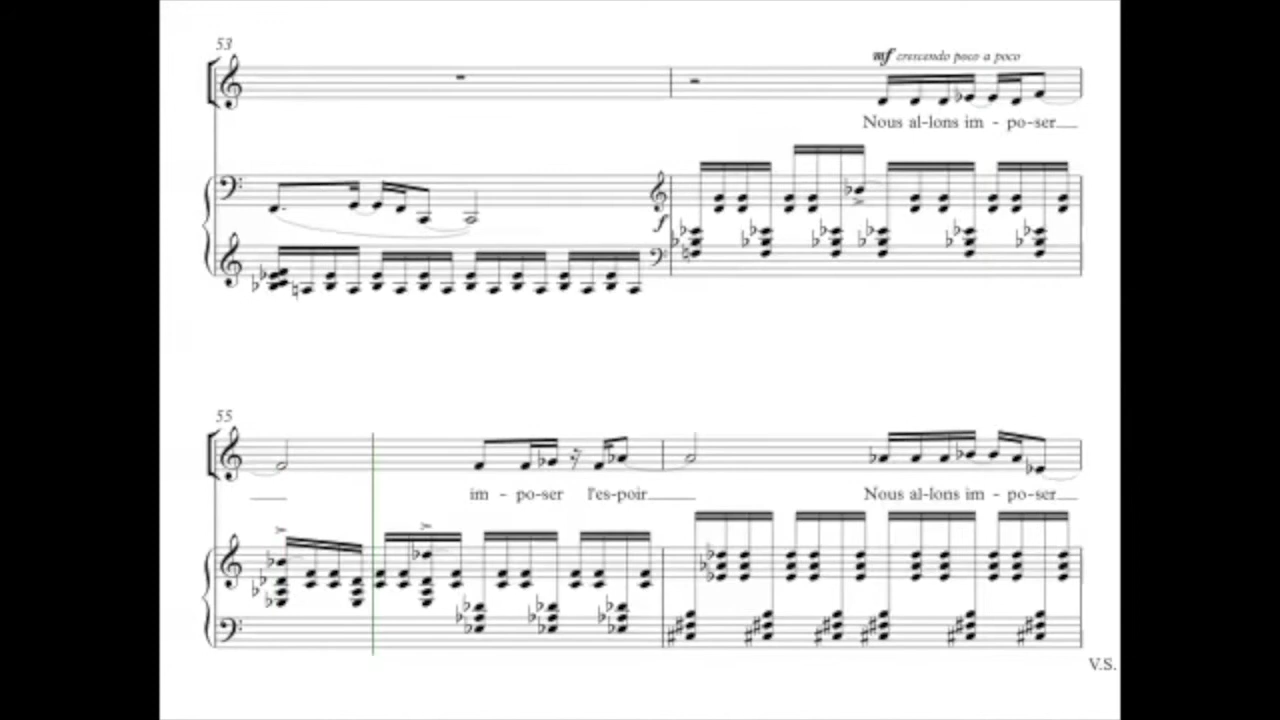 53
mf crescendo poco a poco
Nous al-lons im - po-ser
f
55
im - po-ser l'es-poir
Nous al-lons im - po-ser
V.S.